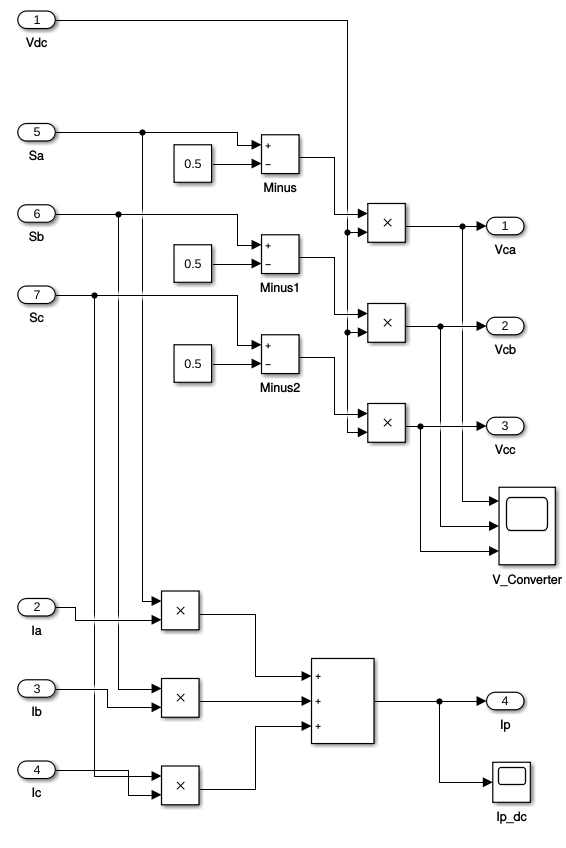 1
Vdc
5
Sa
0.5
+
−
Minus
6
Sb
×
1
Vca
0.5
+
−
Minus1
7
Sc
×
2
Vcb
0.5
+
−
Minus2
×
3
Vcc
V_Converter
2
Ia
×
3
Ib
×
+
+
+
4
Ip
4
Ic
×
Ip_dc